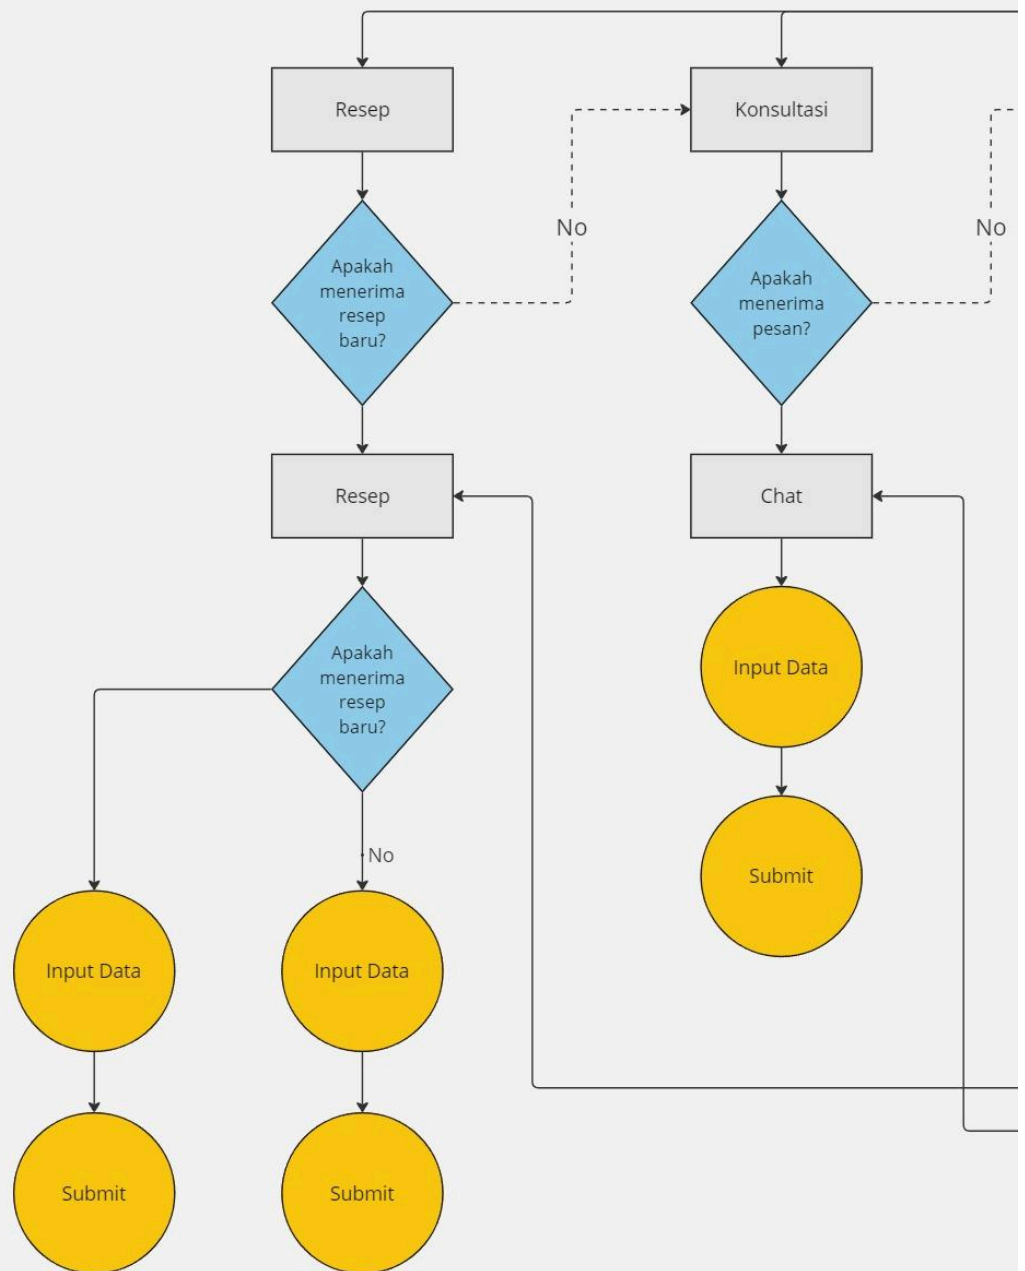 Resep
Konsultasi
No
No
Apakah
menerima
resep
baru?
Apakah
menerima
pesan?
Resep
Chat
Apakah
menerima
resep
baru?
Input Data
No
Submit
Input Data
Input Data
Submit
Submit